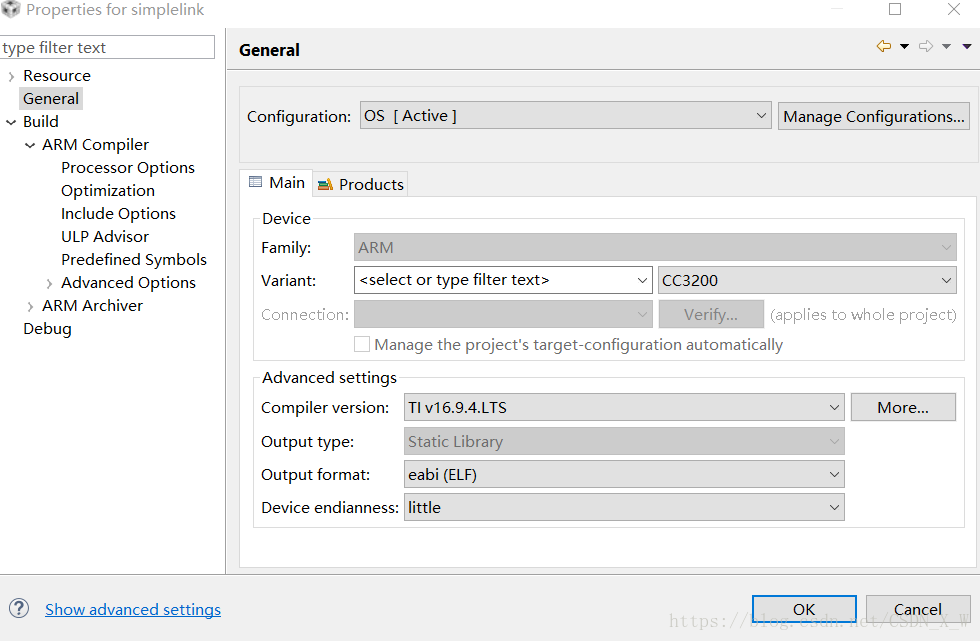 Properties for simplelink
type filter text
General
Resource
General
Build
ARM Compiler
Processor Options
Optimization
Include Options
ULP Advisor
Predefined Symbols
Advanced Options
ARM Archiver
Debug
Configuration: OS [ Active ] Manage Configurations...
Main Products
Device
Family: ARM
Variant: <select or type filter text> CC3200
Connection: Verify... (applies to whole project)
Manage the project's target-configuration automatically
Advanced settings
Compiler version: TI v16.9.4.LTS More...
Output type: Static Library
Output format: eabi (ELF)
Device endianness: little
? Show advanced settings OK Cancel
https://blog.csdn.net/CSDN_X_W